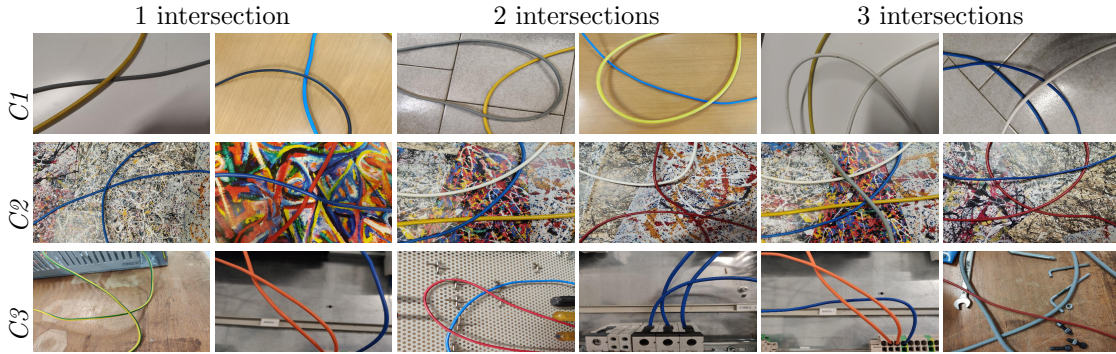 1 intersection
2 intersections
3 intersections
C1
C2
C3